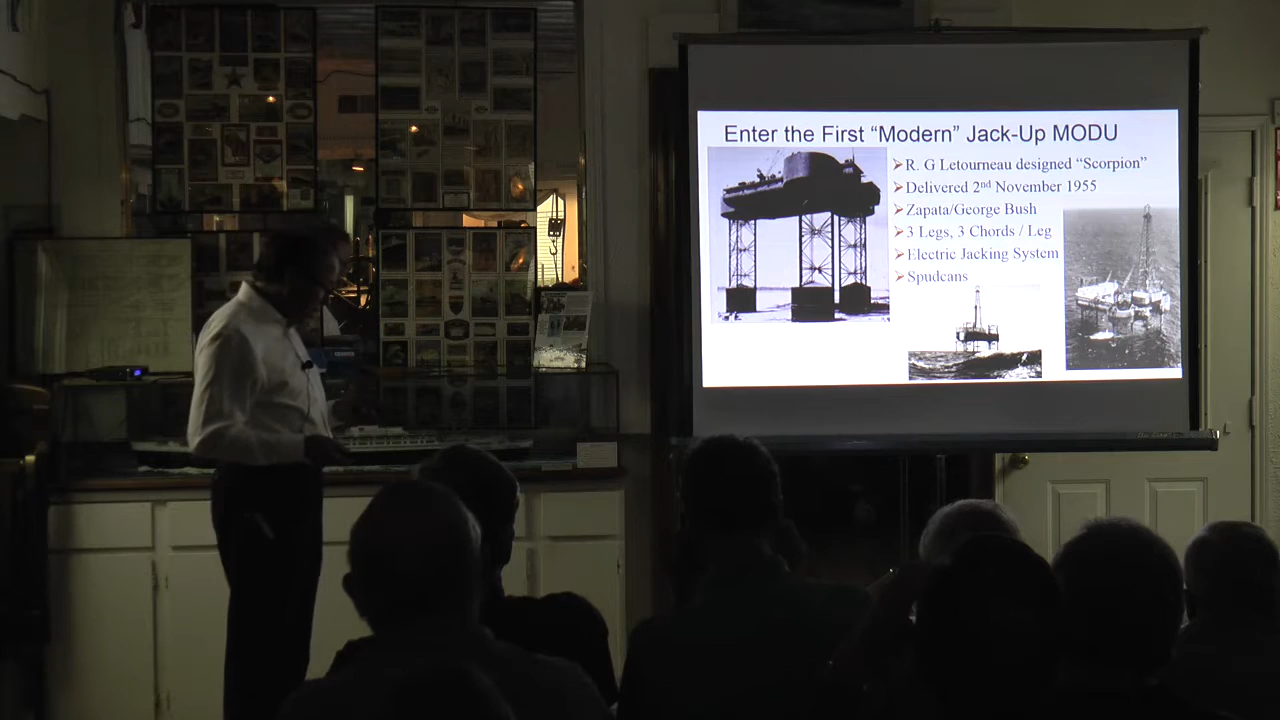 Enter the First “Modern” Jack-Up MODU
➢R. G Letourneau designed “Scorpion”
➢Delivered 2nd November 1955
➢Zapata/George Bush
➢3 Legs, 3 Chords / Leg
➢Electric Jacking System
➢Spudcans